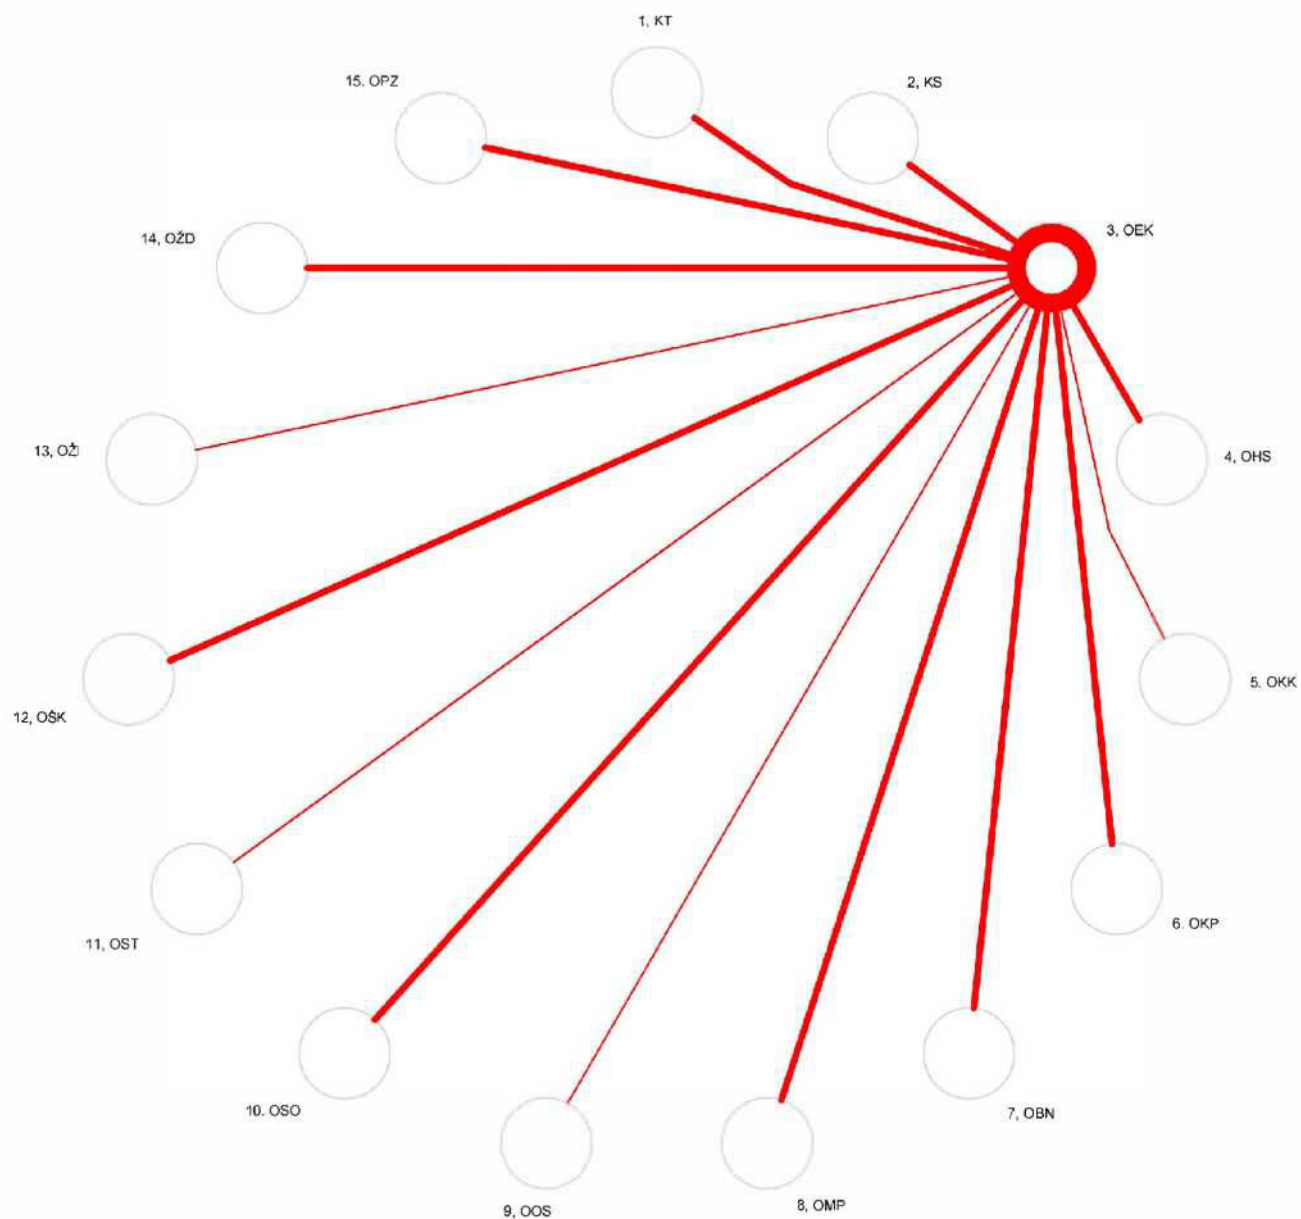 1, KT
2, KS
3, OEK
4, OHS
5. OKK
6. OKP
7, OBN
8, OMP
9, OOS
10. OSO
11, OST
12, OŠK
13, OŽ
14, OŽD
15. OPZ